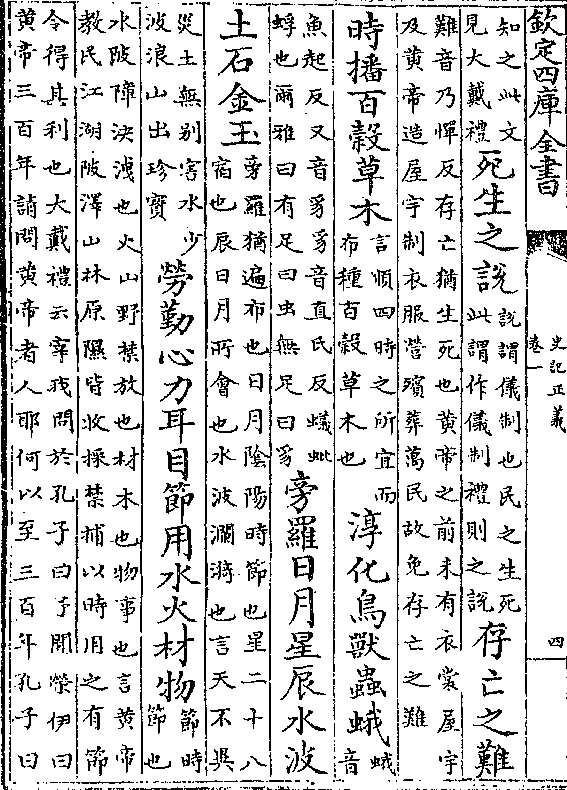 欽定四庫全書
史記正義
卷一
四
知之此文
見大戴禮
死生之説
説謂儀制也民之生死
此謂作儀制禮則之説
存亡之難
難音乃憚反存亡猶生死也黄帝之前未有衣裳屋宇
及黄帝造屋宇制衣服營殯葬萬民故免存亡之難
時播百穀草木
言順四時之所宜而
布種百穀草木也
淳化鳥獸蟲蛾
蛾
音
魚起反又音豸豸音直氏反蟻蚍
蜉也爾雅曰有足曰虫無足曰豸
旁羅日月星辰水波
土石金玉
旁羅猶遍布也日月陰陽時節也星二十八
宿也辰日月所會也水波瀾漪也言天不異
災土無别害水少
波浪山出珍寳
勞勤心力耳目節用水火材物
節時
節也
水陂障決洩也火山野禁放也材木也物事也言黄帝
教民江湖陂澤山林原隰皆收採禁捕以時用之有節
令得其利也大戴禮云宰我問於孔子曰予聞榮伊曰
黄帝三百年請問黄帝者人耶何以至三百年孔子曰